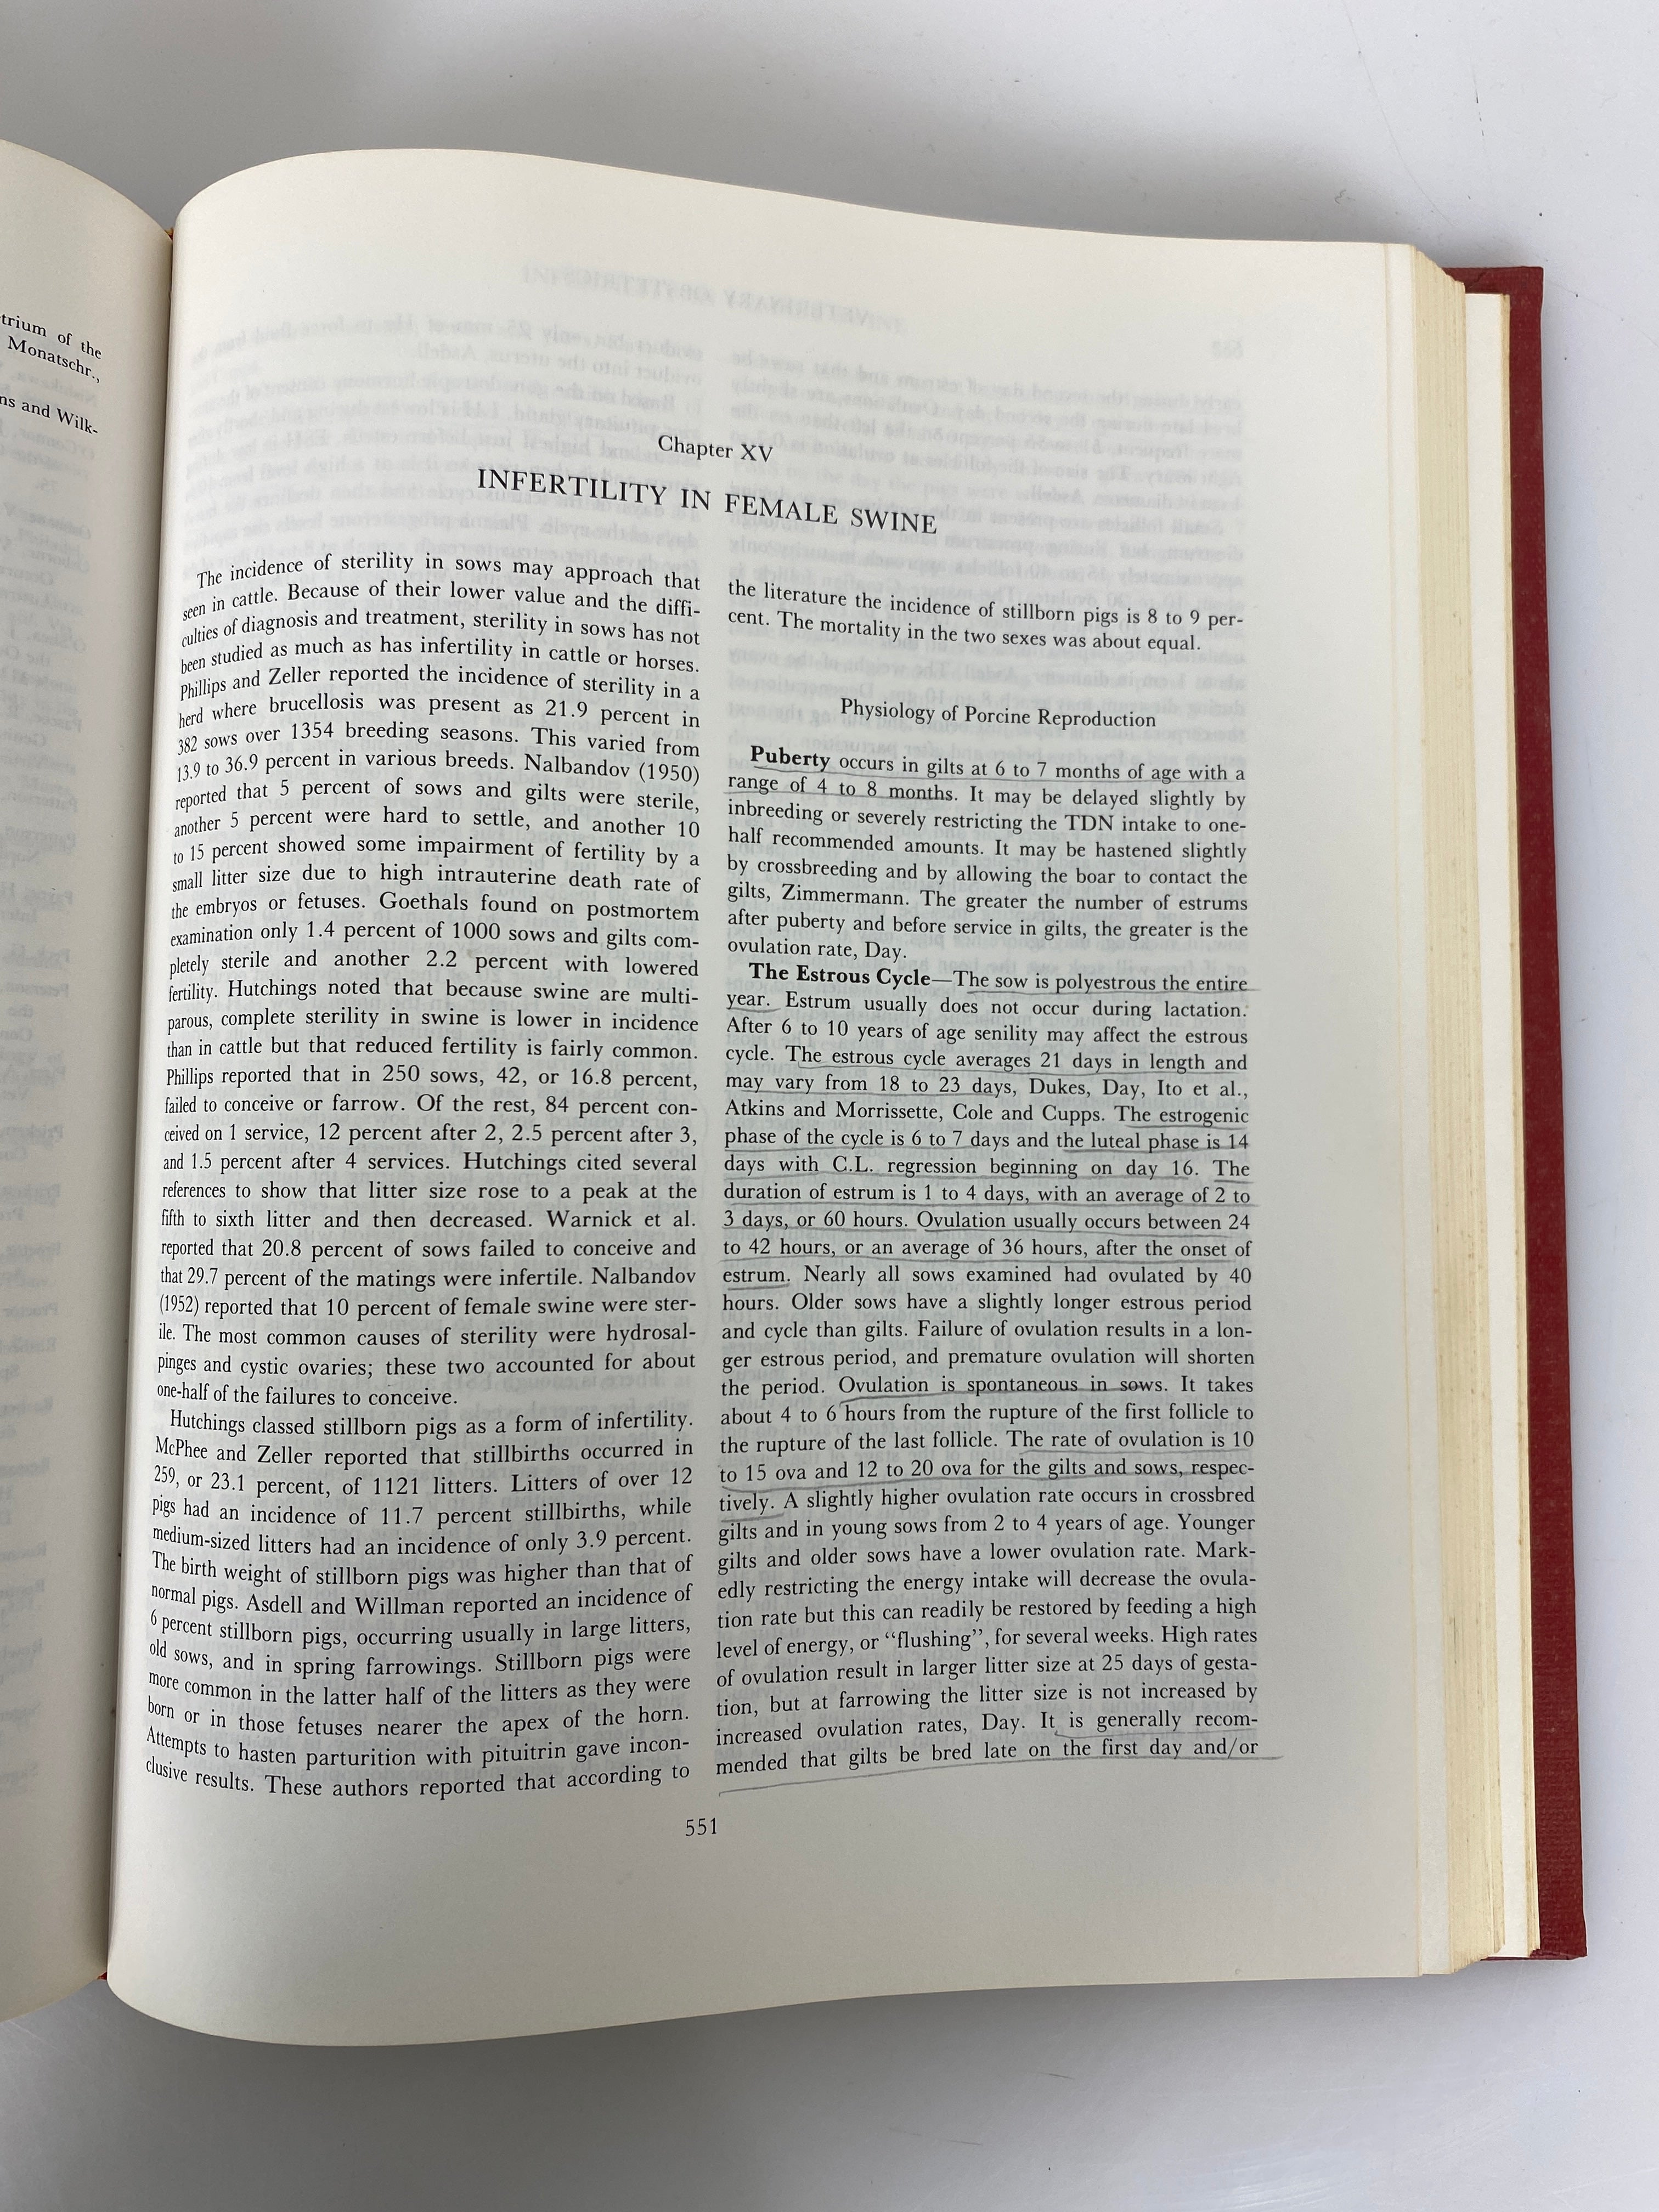 trium of the
Monatschr.,
ns and Wilk-
Chapter XV
INFERTILITY IN FEMALE SWINE
The incidence of sterility in sows may approach that
seen in cattle. Because of their lower value and the diffi-
culties of diagnosis and treatment, sterility in sows has not
been studied as much as has infertility in cattle or horses.
Phillips and Zeller reported the incidence of sterility in a
herd where brucellosis was present as 21.9 percent in
382 sows over 1354 breeding seasons. This varied from
13.9 to 36.9 percent in various breeds. Nalbandov (1950)
reported that 5 percent of sows and gilts were sterile,
another 5 percent were hard to settle, and another 10
to 15 percent showed some impairment of fertility by a
small litter size due to high intrauterine death rate of
the embryos or fetuses. Goethals found on postmortem
examination only 1.4 percent of 1000 sows and gilts com-
pletely sterile and another 2.2 percent with lowered
fertility. Hutchings noted that because swine are multi-
parous, complete sterility in swine is lower in incidence
than in cattle but that reduced fertility is fairly common.
Phillips reported that in 250 sows, 42, or 16.8 percent,
failed to conceive or farrow. Of the rest, 84 percent con-
ceived on 1 service, 12 percent after 2, 2.5 percent after 3,
and 1.5 percent after 4 services. Hutchings cited several
references to show that litter size rose to a peak at the
fifth to sixth litter and then decreased. Warnick et al.
reported that 20.8 percent of sows failed to conceive and
that 29.7 percent of the matings were infertile. Nalbandov
(1952) reported that 10 percent of female swine were ster-
ile. The most common causes of sterility were hydrosal-
pinges and cystic ovaries; these two accounted for about
one-half of the failures to conceive.
Hutchings classed stillborn pigs as a form of infertility.
McPhee and Zeller reported that stillbirths occurred in
259, or 23.1 percent, of 1121 litters. Litters of over 12
pigs had an incidence of 11.7 percent stillbirths, while
medium-sized litters had an incidence of only 3.9 percent.
The birth weight of stillborn pigs was higher than that of
normal pigs. Asdell and Willman reported an incidence of
6 percent stillborn pigs, occurring usually in large litters,
old sows, and in spring farrowings. Stillborn pigs were
more common in the latter half of the litters as they were
born or in those fetuses nearer the apex of the horn.
Attempts to hasten parturition with pituitrin gave incon-
clusive results. These authors reported that according to
the literature the incidence of stillborn pigs is 8 to 9 per-
cent. The mortality in the two sexes was about equal.
Physiology of Porcine Reproduction
Puberty occurs in gilts at 6 to 7 months of age with a
range of 4 to 8 months. It may be delayed slightly by
inbreeding or severely restricting the TDN intake to one-
half recommended amounts. It may be hastened slightly
by crossbreeding and by allowing the boar to contact the
gilts, Zimmermann. The greater the number of estrums
after puberty and before service in gilts, the greater is the
ovulation rate, Day.
The Estrous Cycle—The sow is polyestrous the entire
year. Estrum usually does not occur during lactation.
After 6 to 10 years of age senility may affect the estrous
cycle. The estrous cycle averages 21 days in length and
may vary from 18 to 23 days, Dukes, Day, Ito et al.,
Atkins and Morrissette, Cole and Cupps. The estrogenic
phase of the cycle is 6 to 7 days and the luteal phase is 14
days with C.L. regression beginning on day 16. The
duration of estrum is 1 to 4 days, with an average of 2 to
3 days, or 60 hours. Ovulation usually occurs between 24
to 42 hours, or an average of 36 hours, after the onset of
estrum. Nearly all sows examined had ovulated by 40
hours. Older sows have a slightly longer estrous period
and cycle than gilts. Failure of ovulation results in a lon-
ger estrous period, and premature ovulation will shorten
the period. Ovulation is spontaneous in sows. It takes
about 4 to 6 hours from the rupture of the first follicle to
the rupture of the last follicle. The rate of ovulation is 10
to 15 ova and 12 to 20 ova for the gilts and sows, respec-
tively. A slightly higher ovulation rate occurs in crossbred
gilts and in young sows from 2 to 4 years of age. Younger
gilts and older sows have a lower ovulation rate. Mark-
edly restricting the energy intake will decrease the ovula-
tion rate but this can readily be restored by feeding a high
level of energy, or “flushing”, for several weeks. High rates
of ovulation result in larger litter size at 25 days of gesta-
tion, but at farrowing the litter size is not increased by
increased ovulation rates, Day. It is generally recom-
mended that gilts be bred late on the first day and/or
551